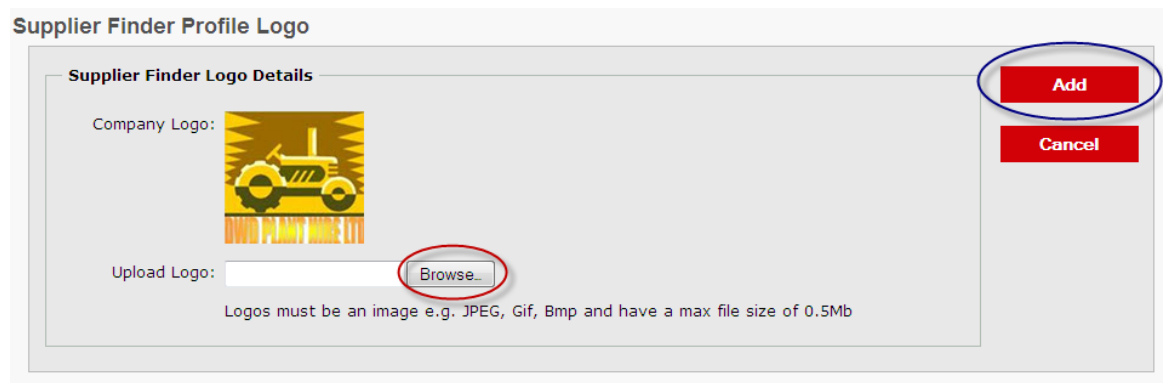 Supplier Finder Profile Logo
Supplier Finder Logo Details
Add
Company Logo:
Cancel
DWD PLANT HIRE LTD
Upload Logo:
Browse...
Logos must be an image e.g. JPEG, Gif, Bmp and have a max file size of 0.5Mb